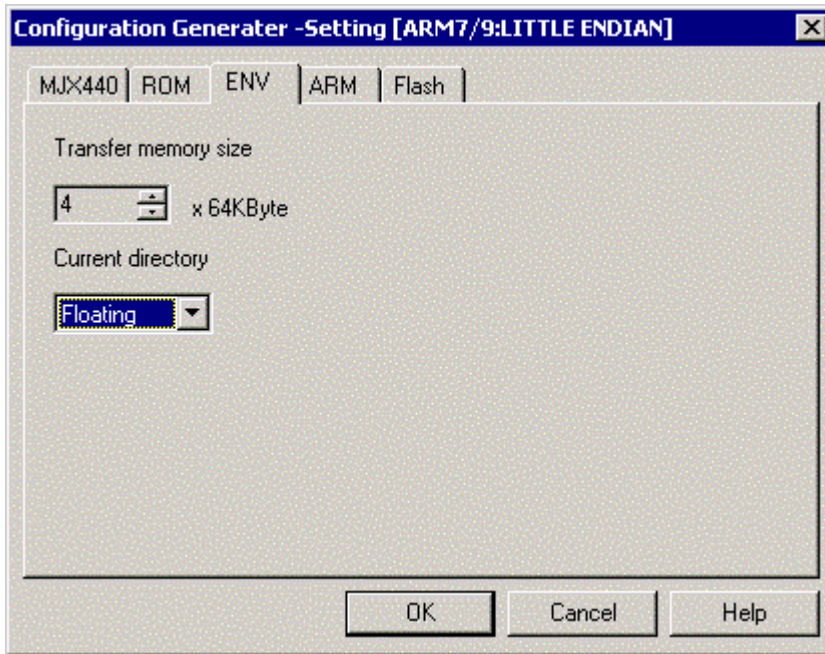 Configuration Generater -Setting [ARM7/9:LITTLE ENDIAN]
MJX440 ROM ENV ARM Flash
Transfer memory size
4 x 64KByte
Current directory
Floating
OK Cancel Help